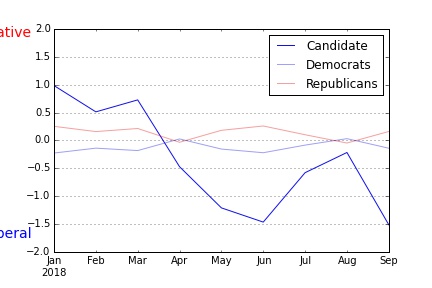 ative
2.0
1.5
1.0
0.5
0.0
−0.5
−1.0
−1.5
−2.0
peral
Candidate
Democrats
Republicans
Jan Feb Mar Apr May Jun Jul Aug Sep
2018